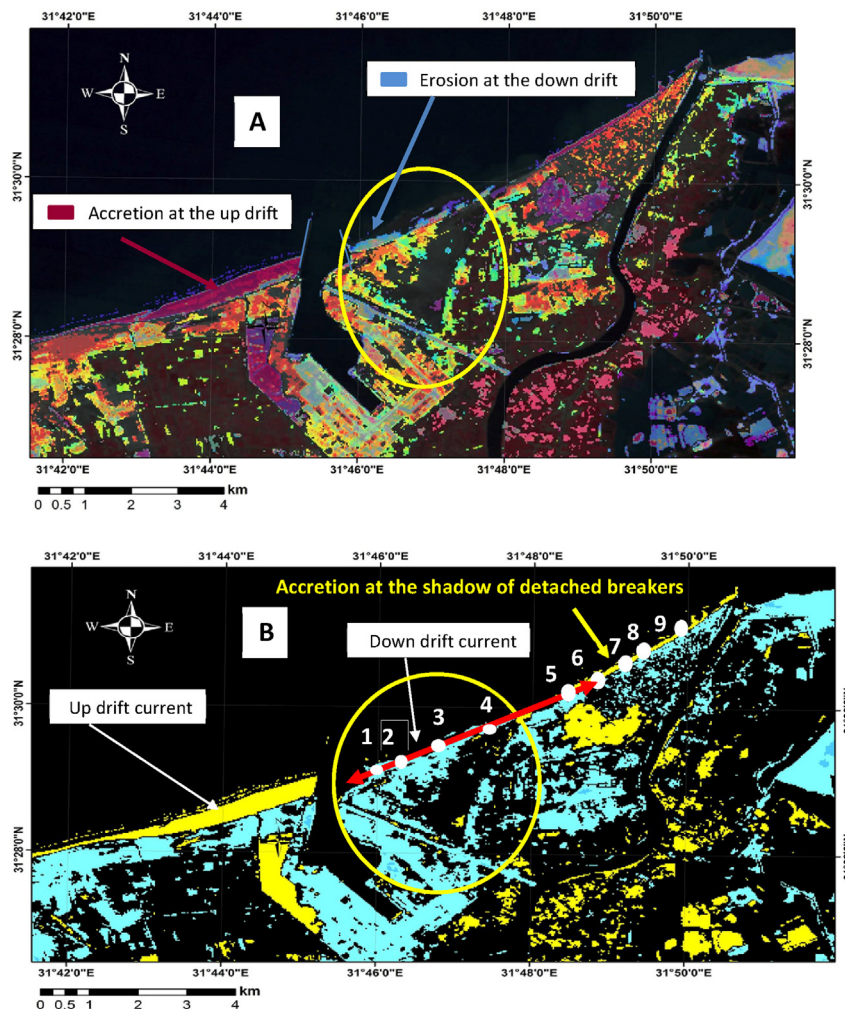 31°42'0"E 31°44'0"E 31°46'0"E 31°48'0"E 31°50'0"E
N
W E
S
A
Erosion at the down drift
Accretion at the up drift
31°30'0"N 31°30'0"N
31°28'0"N 31°28'0"N
31°42'0"E 31°44'0"E 31°46'0"E 31°48'0"E 31°50'0"E
km
0 0.5 1 2 3 4
31°42'0"E 31°44'0"E 31°46'0"E 31°48'0"E 31°50'0"E
N
W E
S
B
Accretion at the shadow of detached breakers
Down drift current
Up drift current
1 2 3 4 5 6 7 8 9
31°30'0"N
31°28'0"N
31°42'0"E 31°44'0"E 31°46'0"E 31°48'0"E 31°50'0"E
km
0 0.5 1 2 3 4